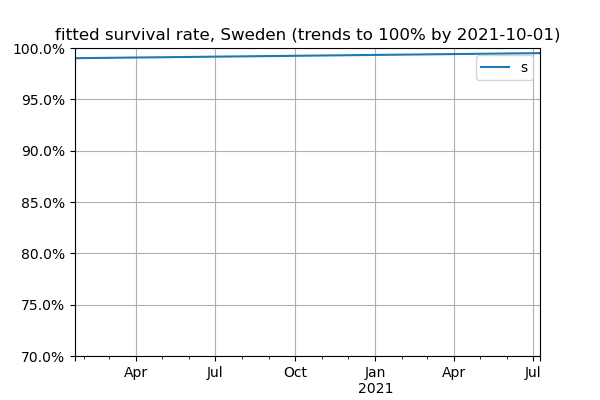 fitted survival rate, Sweden (trends to 100% by 2021-10-01)
100.0%
s
95.0%
90.0%
85.0%
80.0%
75.0%
70.0%
Apr Jul Oct Jan Apr Jul
2021